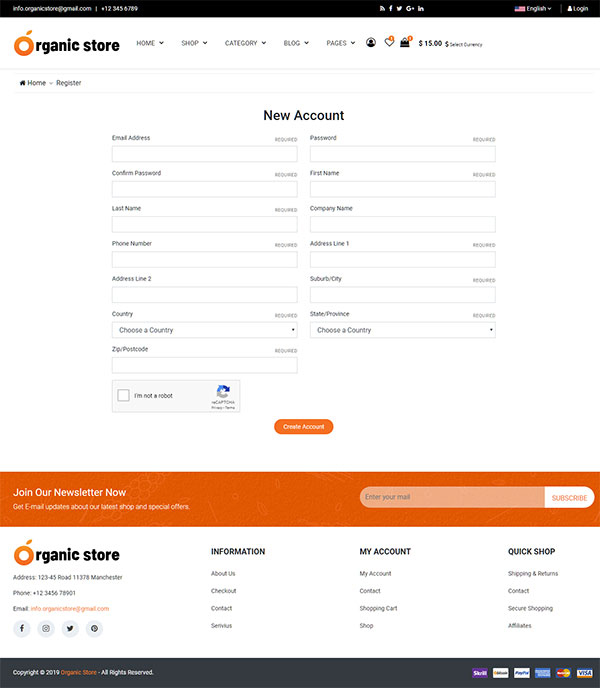 info.organicstore@gmail.com | +12 345 6789
English
Login
Organic store
HOME SHOP CATEGORY BLOG PAGES
$ 15.00 $ Select Currency
Home – Register
New Account
Email Address REQUIRED
Password REQUIRED
Confirm Password REQUIRED
First Name REQUIRED
Last Name REQUIRED
Company Name
Phone Number REQUIRED
Address Line 1 REQUIRED
Address Line 2
Suburb/City REQUIRED
Country REQUIRED
State/Province REQUIRED
Choose a Country
Choose a Country
Zip/Postcode REQUIRED
I'm not a robot
reCAPTCHA
Privacy - Terms
Create Account
Join Our Newsletter Now
Get E-mail updates about our latest shop and special offers.
Enter your mail
SUBSCRIBE
Organic store
Address: 123-45 Road 11378 Manchester
Phone: +12 3456 78901
Email: info.organicstore@gmail.com
INFORMATION
About Us
Checkout
Contact
Servius
MY ACCOUNT
My Account
Contact
Shopping Cart
Shop
QUICK SHOP
Shipping & Returns
Contact
Secure Shopping
Affiliates
Copyright © 2019 Organic Store - All Rights Reserved.
Skrill
PayPal
VISA